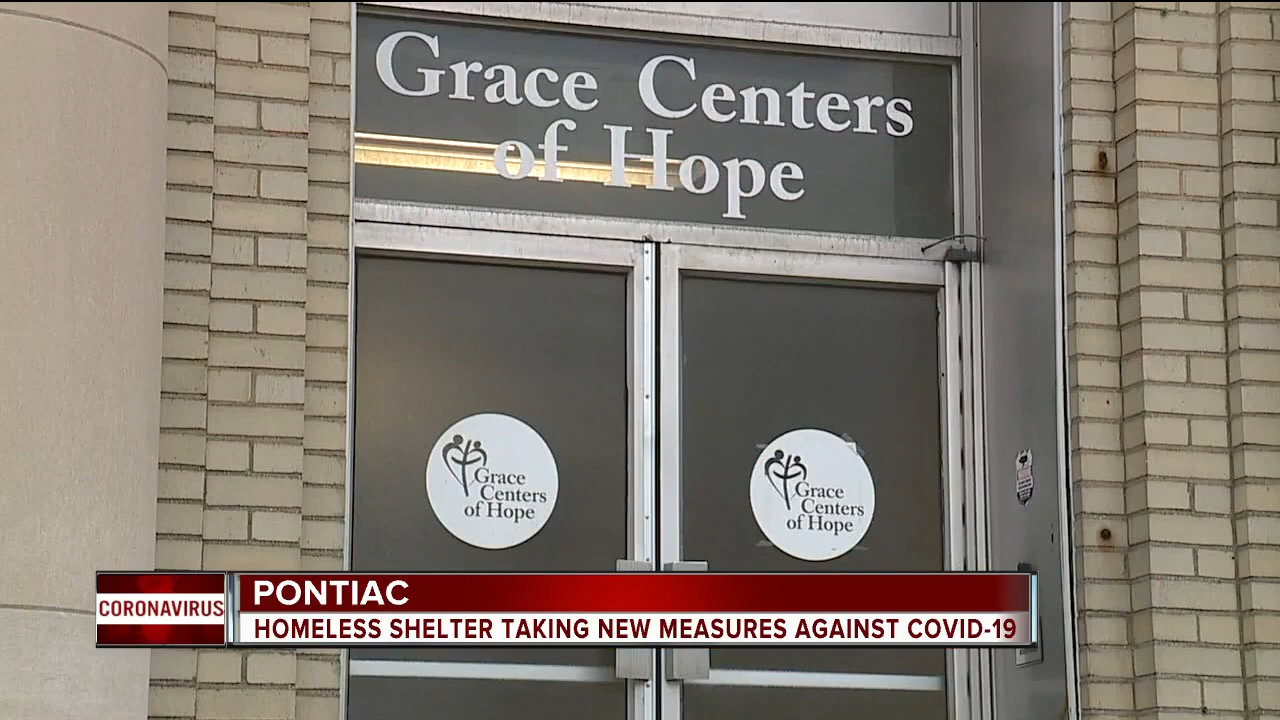 Grace Centers
of Hope
Grace
Centers
of Hope
Grace
Centers
of Hope
CORONAVIRUS
PONTIAC
HOMELESS SHELTER TAKING NEW MEASURES AGAINST COVID-19